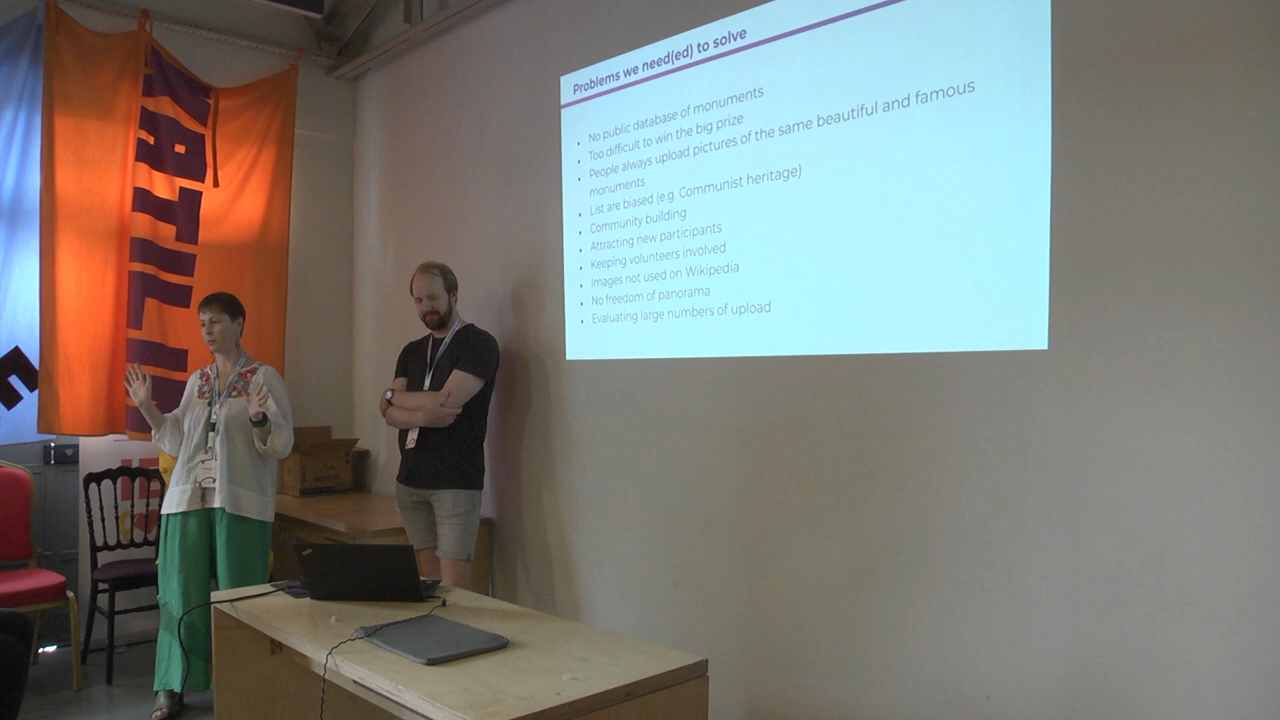 Problems we need(ed) to solve
• No public database of monuments
• Too difficult to win the big prize
• People always upload pictures of the same beautiful and famous
monuments
• List are biased (e.g. Communist heritage)
• Community building
• Attracting new participants
• Keeping volunteers involved
• Images not used on Wikipedia
• No freedom of panorama
• Evaluating large numbers of upload